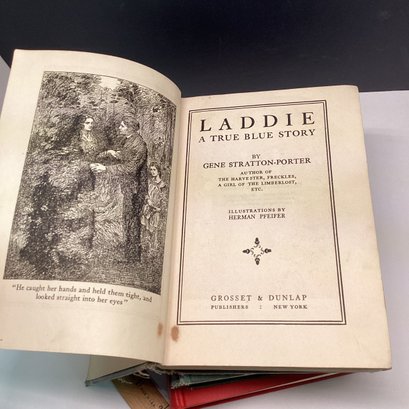 "He caught her hands and held them tight, and
looked straight into her eyes"
LADDIE
A TRUE BLUE STORY
BY
GENE STRATTON-PORTER
AUTHOR OF
THE HARVESTER, FRECKLES,
A GIRL OF THE LIMBERLOST,
ETC.
ILLUSTRATIONS BY
HERMAN PFEIFER
GROSSET & DUNLAP
PUBLISHERS : NEW YORK